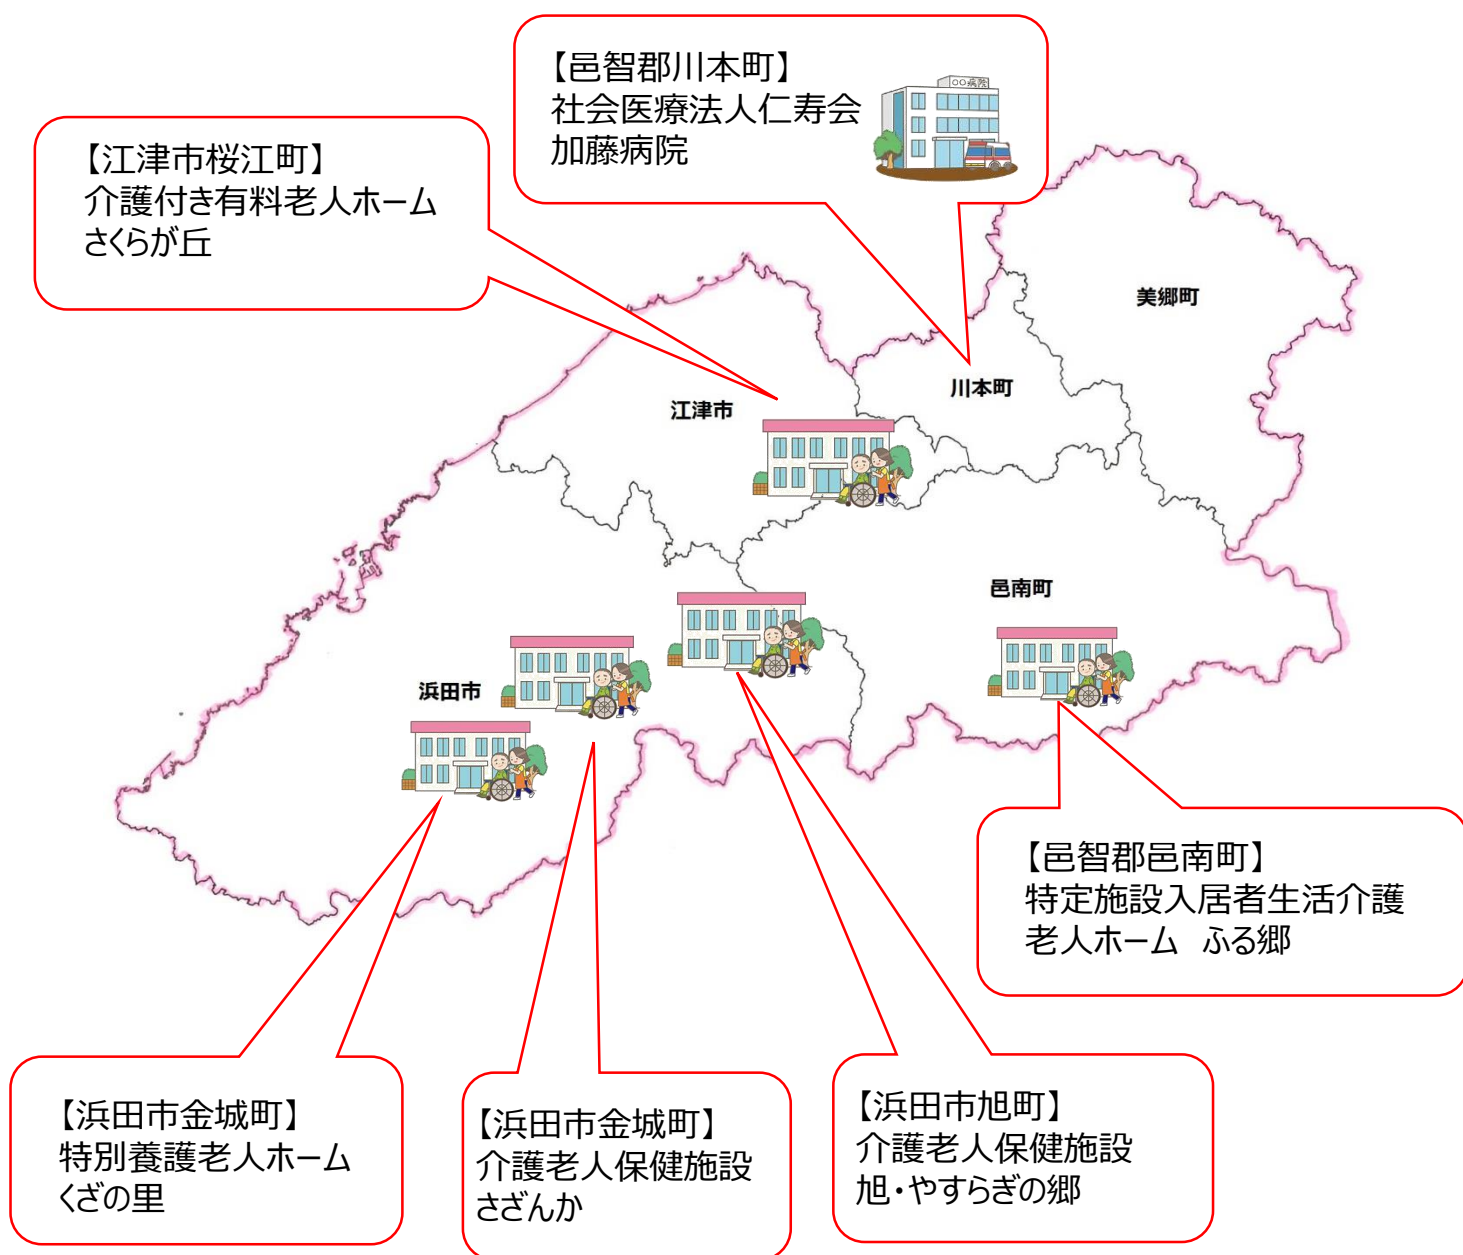 【邑智郡川本町】
社会医療法人仁寿会
加藤病院
○○病院
【江津市桜江町】
介護付き有料老人ホーム
さくらが丘
美郷町
川本町
江津市
邑南町
浜田市
【邑智郡邑南町】
特定施設入居者生活介護
老人ホーム ふる郷
【浜田市金城町】
特別養護老人ホーム
くざの里
【浜田市金城町】
介護老人保健施設
さざんか
【浜田市旭町】
介護老人保健施設
旭・やすらぎの郷